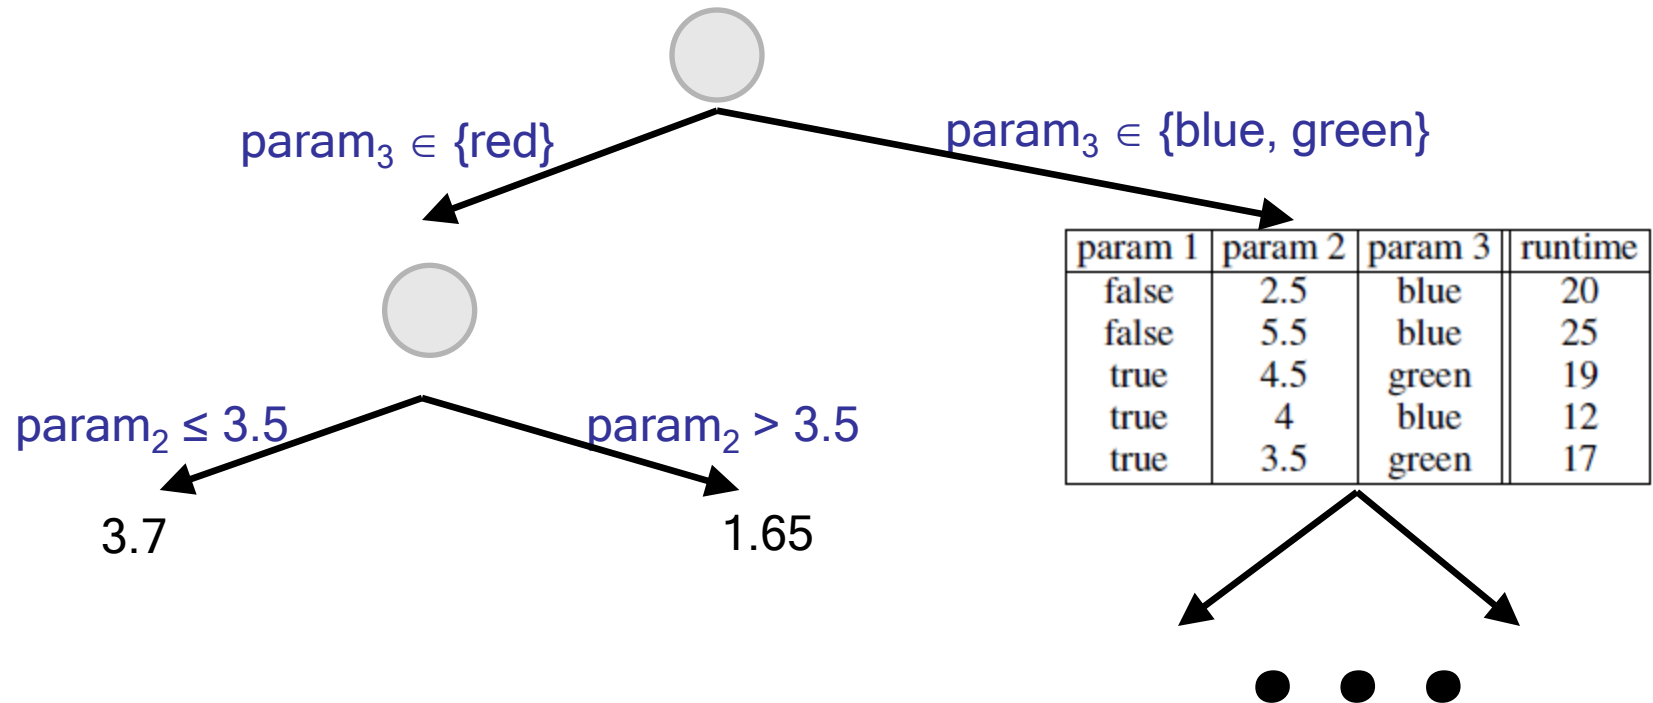 param₃ ∈ {red}
param₃ ∈ {blue, green}
param 1 param 2 param 3 runtime
false 2.5 blue 20
false 5.5 blue 25
true 4.5 green 19
true 4 blue 12
true 3.5 green 17
param₂ ≤ 3.5
param₂ > 3.5
3.7
1.65